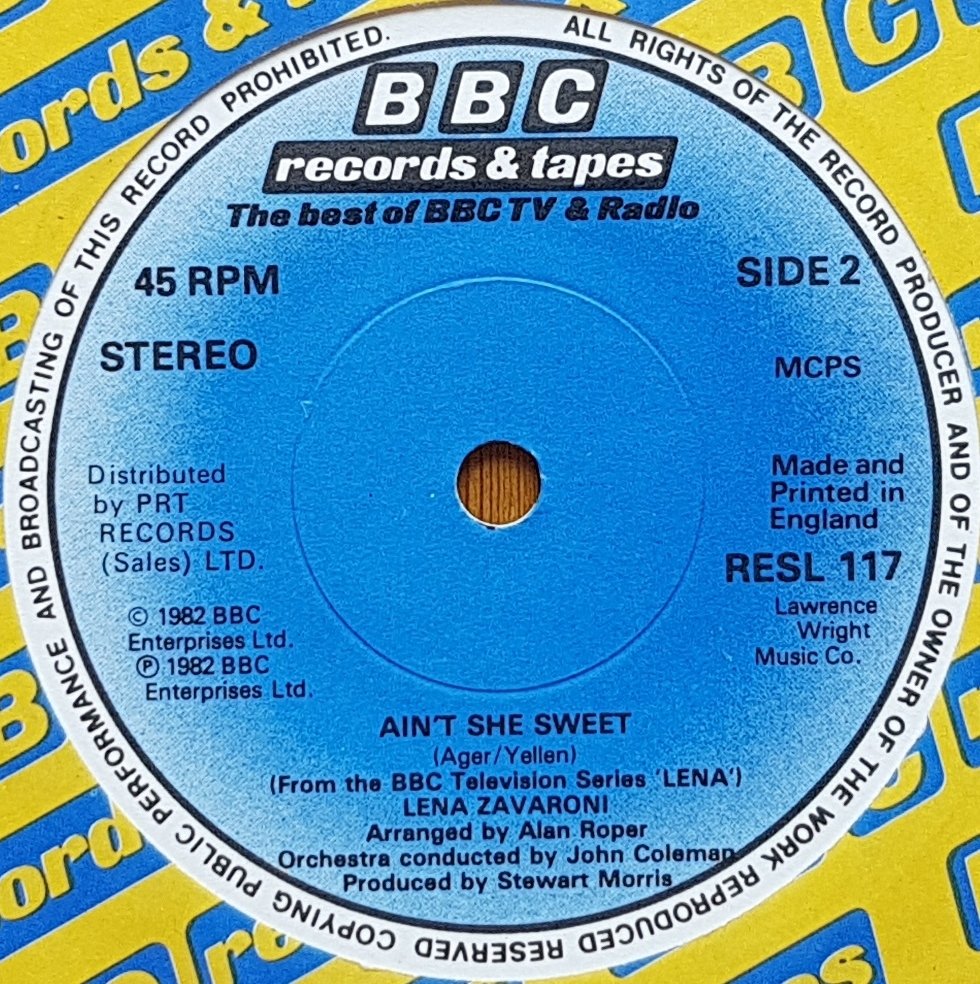 ALL RIGHTS OF THE RECORD PRODUCER AND OF THE OWNER OF THE WORK REPRODUCED RESERVED COPYING PUBLIC PERFORMANCE AND BROADCASTING OF THIS RECORD PROHIBITED.
BBC
records & tapes
The best of BBC TV & Radio
45 RPM
SIDE 2
STEREO
MCPS
Distributed
by PRT
RECORDS
(Sales) LTD.
Made and
Printed in
England
RESL 117
© 1982 BBC
Enterprises Ltd.
℗ 1982 BBC
Enterprises Ltd.
Lawrence
Wright
Music Co.
AIN'T SHE SWEET
(Ager/Yellen)
(From the BBC Television Series 'LENA')
LENA ZAVARONI
Arranged by Alan Roper
Orchestra conducted by John Coleman
Produced by Stewart Morris